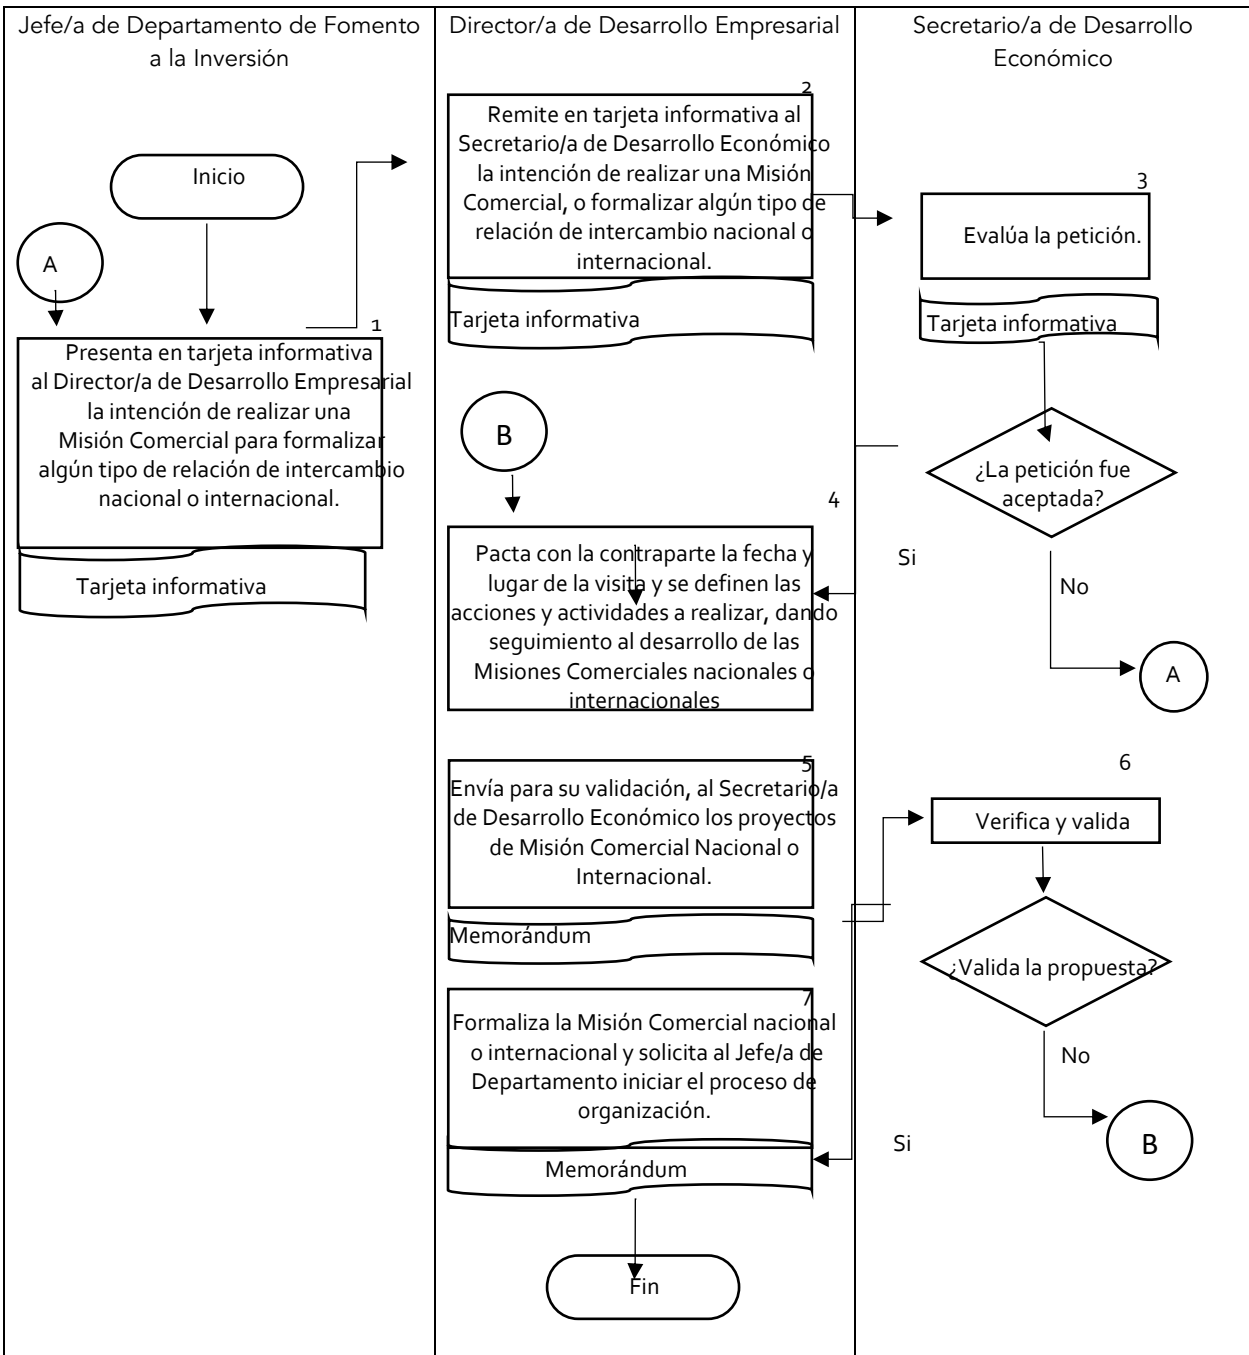 Jefe/a de Departamento de Fomento
a la Inversión
Director/a de Desarrollo Empresarial
Secretario/a de Desarrollo
Económico
Inicio
A
1
Presenta en tarjeta informativa
al Director/a de Desarrollo Empresarial
la intención de realizar una
Misión Comercial para formalizar
algún tipo de relación de intercambio
nacional o internacional.
Tarjeta informativa
2
Remite en tarjeta informativa al
Secretario/a de Desarrollo Económico
la intención de realizar una Misión
Comercial, o formalizar algún tipo de
relación de intercambio nacional o
internacional.
Tarjeta informativa
3
Evalúa la petición.
Tarjeta informativa
¿La petición fue
aceptada?
Si
No
A
B
4
Pacta con la contraparte la fecha y
lugar de la visita y se definen las
acciones y actividades a realizar, dando
seguimiento al desarrollo de las
Misiones Comerciales nacionales o
internacionales
5
Envía para su validación, al Secretario/a
de Desarrollo Económico los proyectos
de Misión Comercial Nacional o
Internacional.
Memorándum
6
Verifica y valida
¿Valida la propuesta?
No
Si
B
7
Formaliza la Misión Comercial nacional
o internacional y solicita al Jefe/a de
Departamento iniciar el proceso de
organización.
Memorándum
Fin